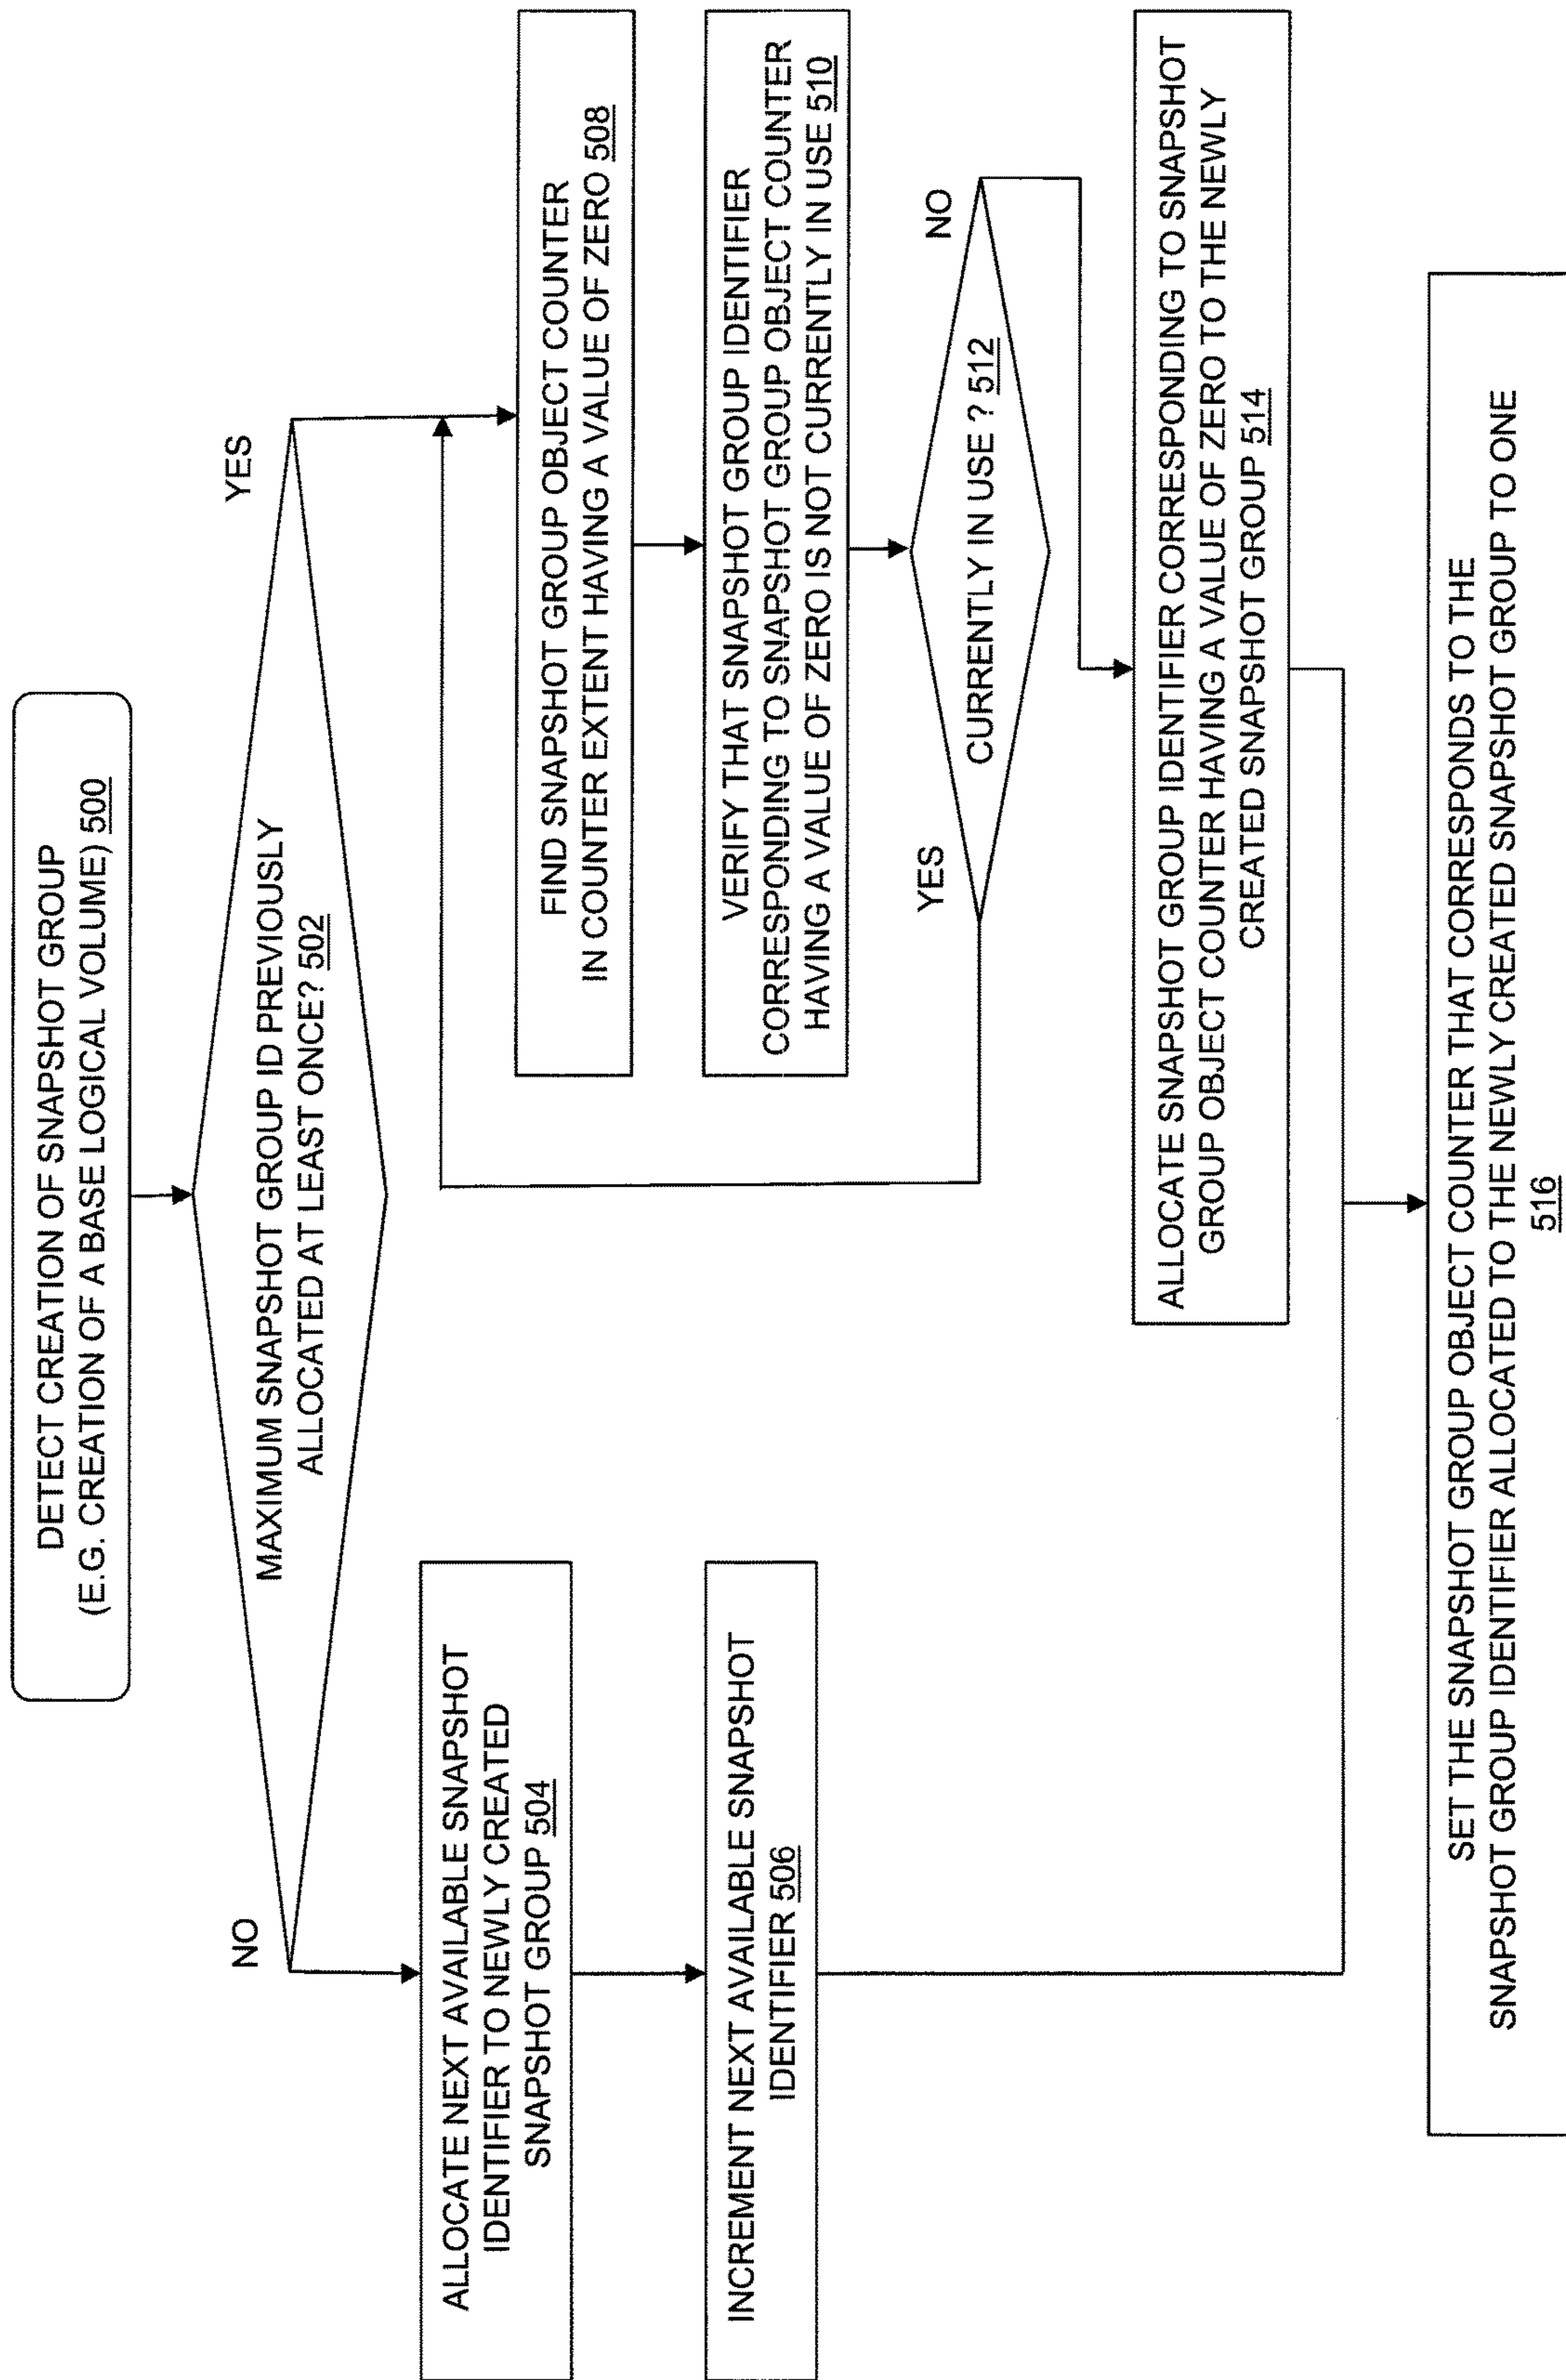 DETECT CREATION OF SNAPSHOT GROUP
(E.G. CREATION OF A BASE LOGICAL VOLUME) 500
MAXIMUM SNAPSHOT GROUP ID PREVIOUSLY
ALLOCATED AT LEAST ONCE? 502
NO
YES
ALLOCATE NEXT AVAILABLE SNAPSHOT
IDENTIFIER TO NEWLY CREATED
SNAPSHOT GROUP 504
INCREMENT NEXT AVAILABLE SNAPSHOT
IDENTIFIER 506
FIND SNAPSHOT GROUP OBJECT COUNTER
IN COUNTER EXTENT HAVING A VALUE OF ZERO 508
VERIFY THAT SNAPSHOT GROUP IDENTIFIER
CORRESPONDING TO SNAPSHOT GROUP OBJECT COUNTER
HAVING A VALUE OF ZERO IS NOT CURRENTLY IN USE 510
YES
CURRENTLY IN USE ? 512
NO
ALLOCATE SNAPSHOT GROUP IDENTIFIER CORRESPONDING TO SNAPSHOT
GROUP OBJECT COUNTER HAVING A VALUE OF ZERO TO THE NEWLY
CREATED SNAPSHOT GROUP 514
SET THE SNAPSHOT GROUP OBJECT COUNTER THAT CORRESPONDS TO THE
SNAPSHOT GROUP IDENTIFIER ALLOCATED TO THE NEWLY CREATED SNAPSHOT GROUP TO ONE
516